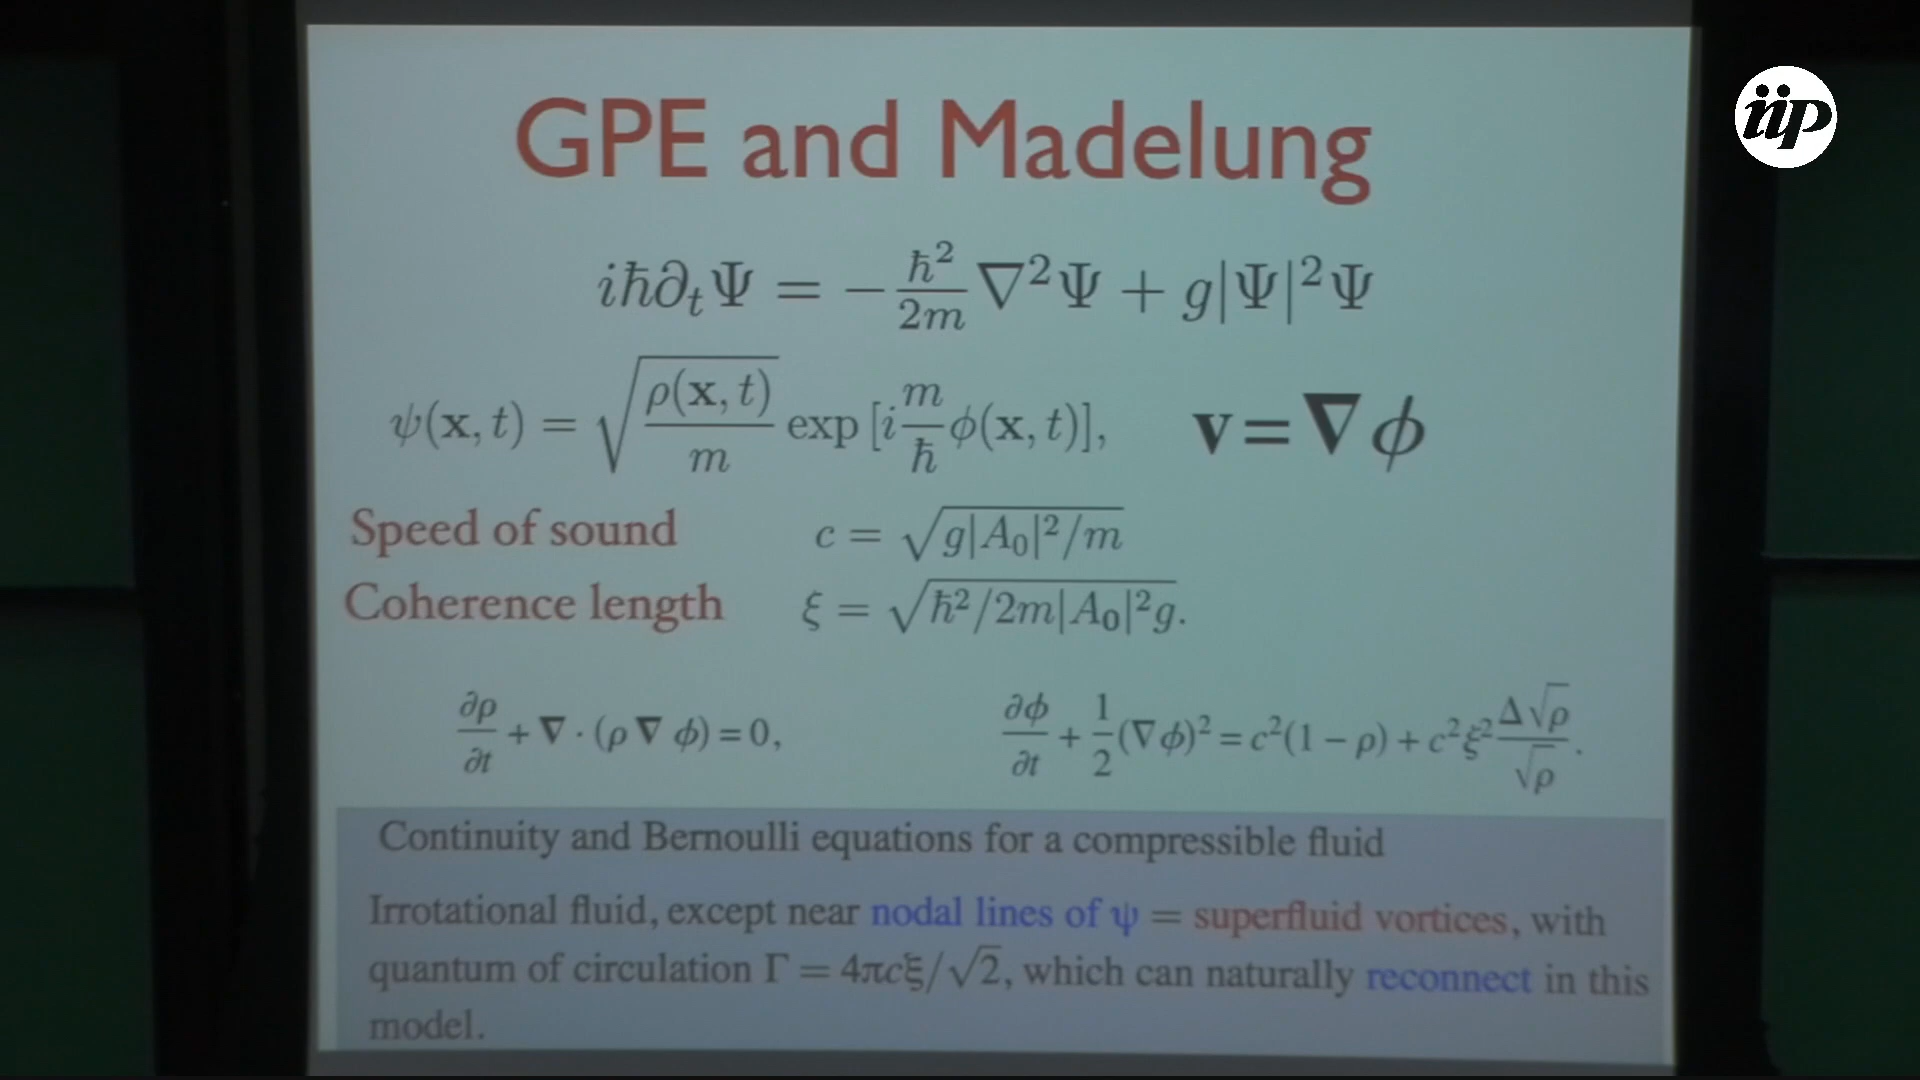 iip
GPE and Madelung
iħ∂ₜΨ = −ħ²/2m ∇²Ψ + g|Ψ|²Ψ
ψ(x, t) = √(ρ(x, t)/m) exp [i m/ħ ϕ(x, t)], v = ∇ϕ
Speed of sound c = √(g|A₀|²/m)
Coherence length ξ = √(ħ²/2m|A₀|²g).
∂ρ/∂t + ∇ · (ρ ∇ ϕ) = 0, ∂ϕ/∂t + 1/2 (∇ϕ)² = c²(1 − ρ) + c²ξ² Δ√ρ/√ρ.
Continuity and Bernoulli equations for a compressible fluid
Irrotational fluid, except near nodal lines of ψ = superfluid vortices, with
quantum of circulation Γ = 4πcξ/√2, which can naturally reconnect in this
model.